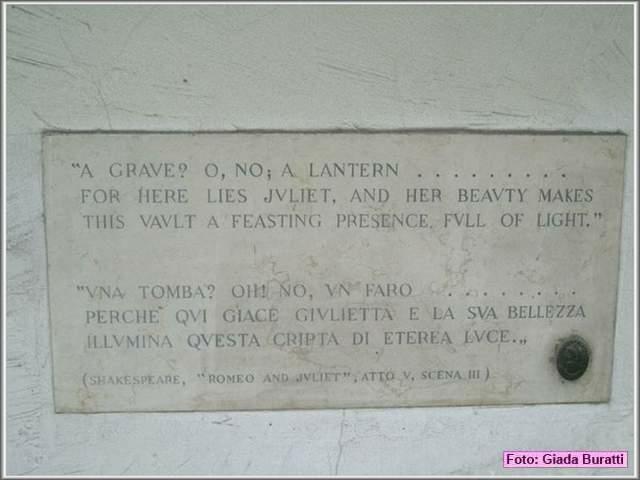 "A GRAVE? O, NO; A LANTERN . . . . . . . . .
FOR HERE LIES JVLIET, AND HER BEAVTY MAKES
THIS VAVLT A FEASTING PRESENCE, FVLL OF LIGHT."
"VNA TOMBA? OH! NO, VN FARO . . . . . . . . .
PERCHÈ QVI GIACE GIVLIETTA E LA SVA BELLEZZA
ILLVMINA QVESTA CRIPTA DI ETEREA LVCE.„
(SHAKESPEARE, "ROMEO AND JVLIET", ATTO V, SCENA III)
Foto: Giada Buratti